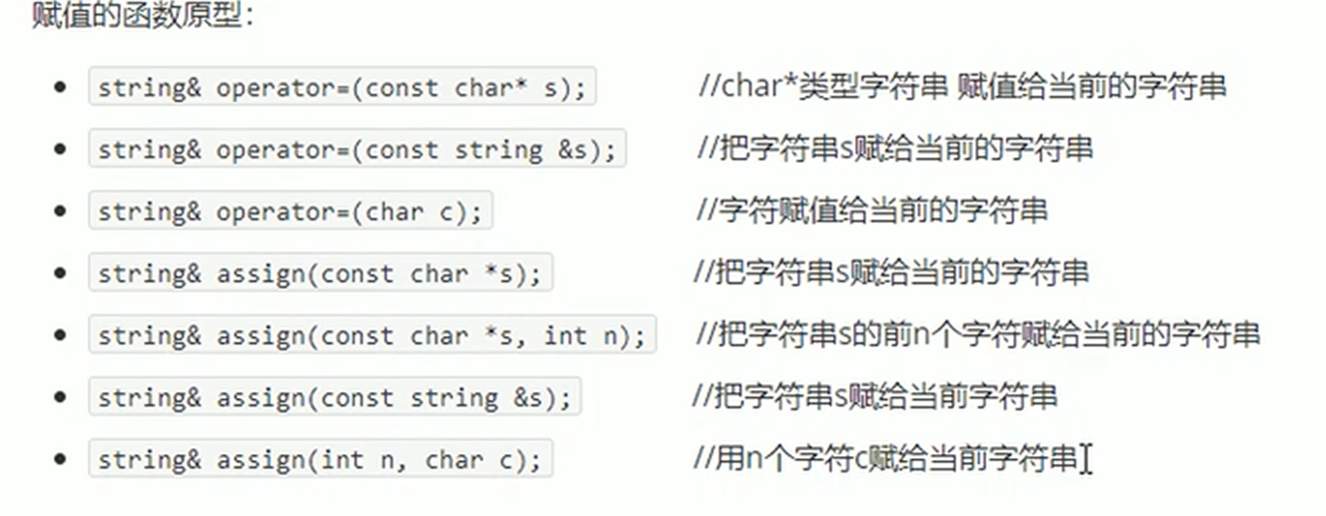 赋值的函数原型：
string& operator=(const char* s); //char*类型字符串 赋值给当前的字符串
string& operator=(const string &s); //把字符串s赋给当前的字符串
string& operator=(char c); //字符赋值给当前的字符串
string& assign(const char *s); //把字符串s赋给当前的字符串
string& assign(const char *s, int n); //把字符串s的前n个字符赋给当前的字符串
string& assign(const string &s); //把字符串s赋给当前字符串
string& assign(int n, char c); //用n个字符c赋给当前字符串